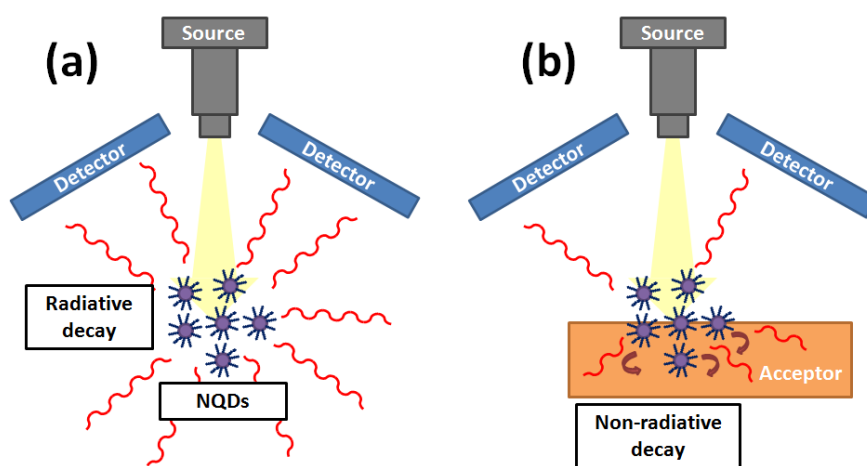 (a)
Source
Detector
Detector
Radiative
decay
NQDs
(b)
Source
Detector
Detector
Acceptor
Non-radiative
decay